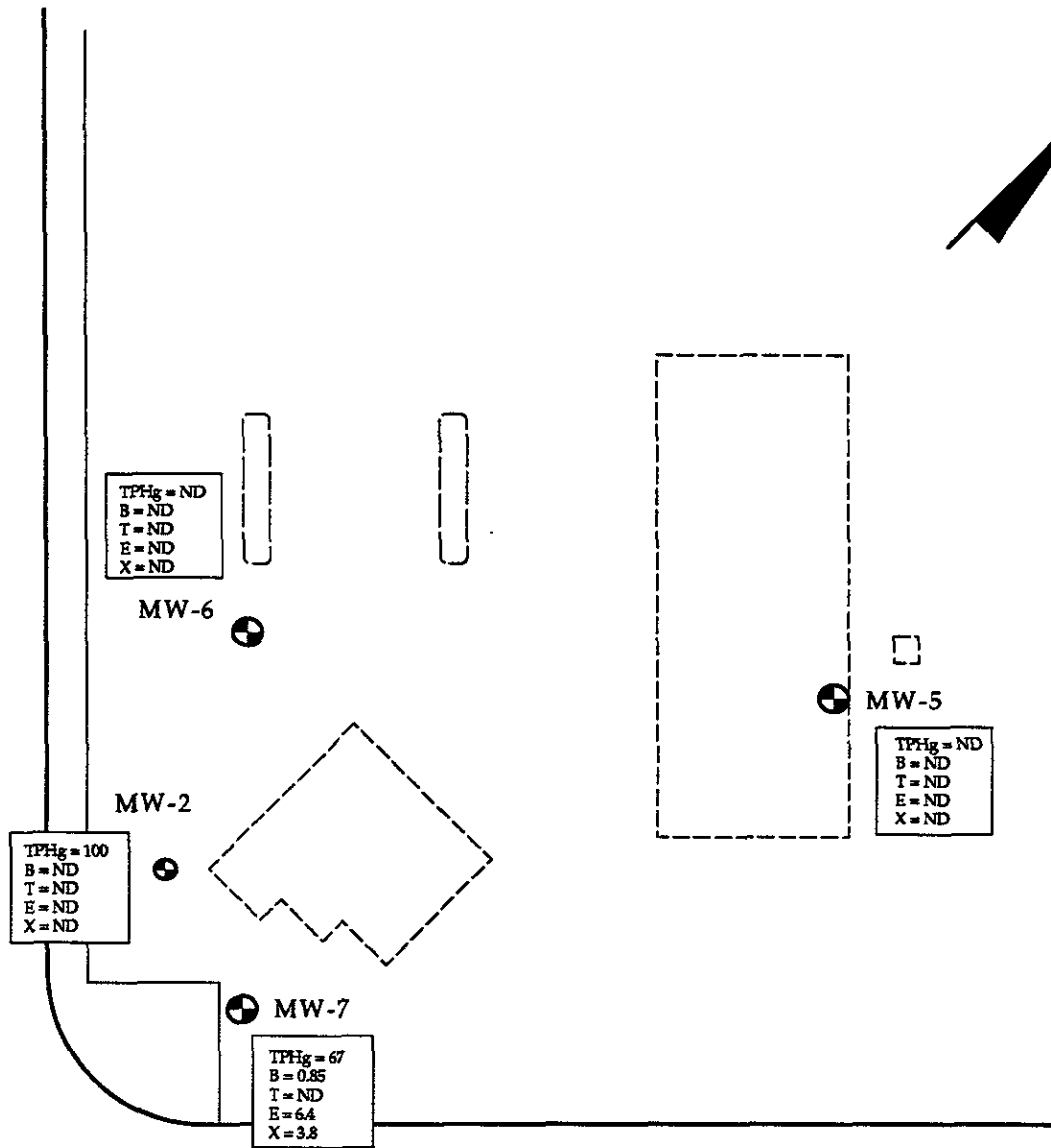 TPHg = ND
B = ND
T = ND
E = ND
X = ND
MW-6
MW-5
TPHg = ND
B = ND
T = ND
E = ND
X = ND
MW-2
TPHg = 100
B = ND
T = ND
E = ND
X = ND
MW-7
TPHg = 67
B = 0.85
T = ND
E = 6.4
X = 3.8